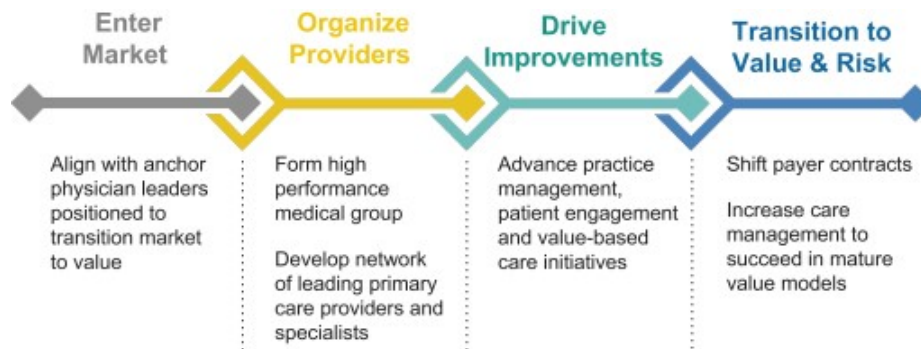 Enter
Market
Organize
Providers
Drive
Improvements
Transition to
Value & Risk
Align with anchor
physician leaders
positioned to
transition market
to value
Form high
performance
medical group
Develop network
of leading primary
care providers and
specialists
Advance practice
management,
patient engagement
and value-based
care initiatives
Shift payer contracts
Increase care
management to
succeed in mature
value models